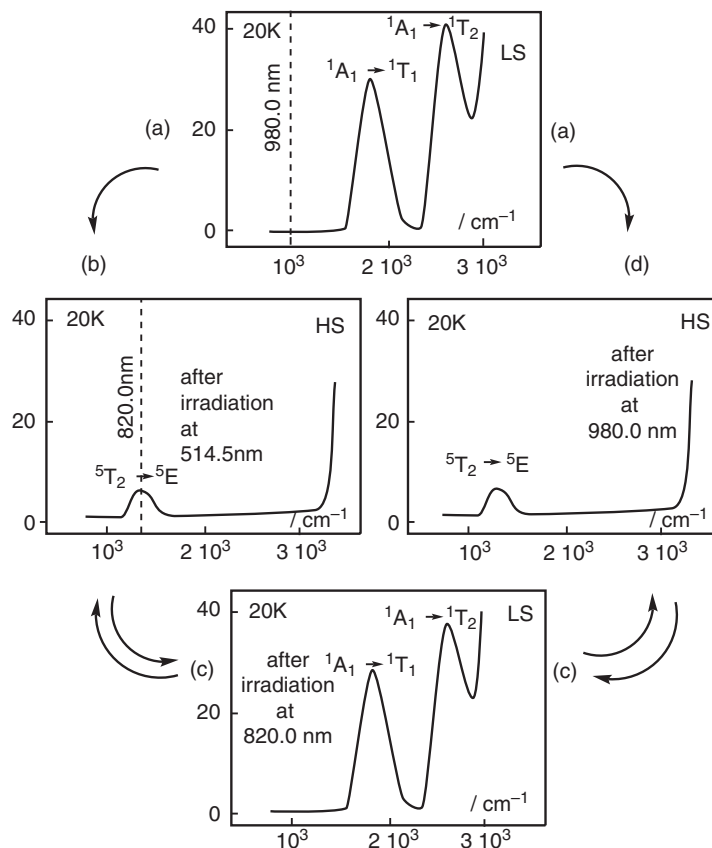 40
20K
¹A₁ → ¹T₂
LS
¹A₁ → ¹T₁
980.0 nm
(a)
20
(a)
0
/ cm⁻¹
10³
2 10³
3 10³
(b)
(d)
40
20K
HS
820.0nm
after
irradiation
at
514.5nm
20
⁵T₂ → ⁵E
0
/ cm⁻¹
10³
2 10³
3 10³
40
20K
HS
after
irradiation
at
980.0 nm
20
⁵T₂ → ⁵E
0
/ cm⁻¹
10³
2 10³
3 10³
40
20K
¹A₁ → ¹T₂
LS
(c)
after
irradiation
at
820.0 nm
¹A₁ → ¹T₁
(c)
20
0
/ cm⁻¹
10³
2 10³
3 10³